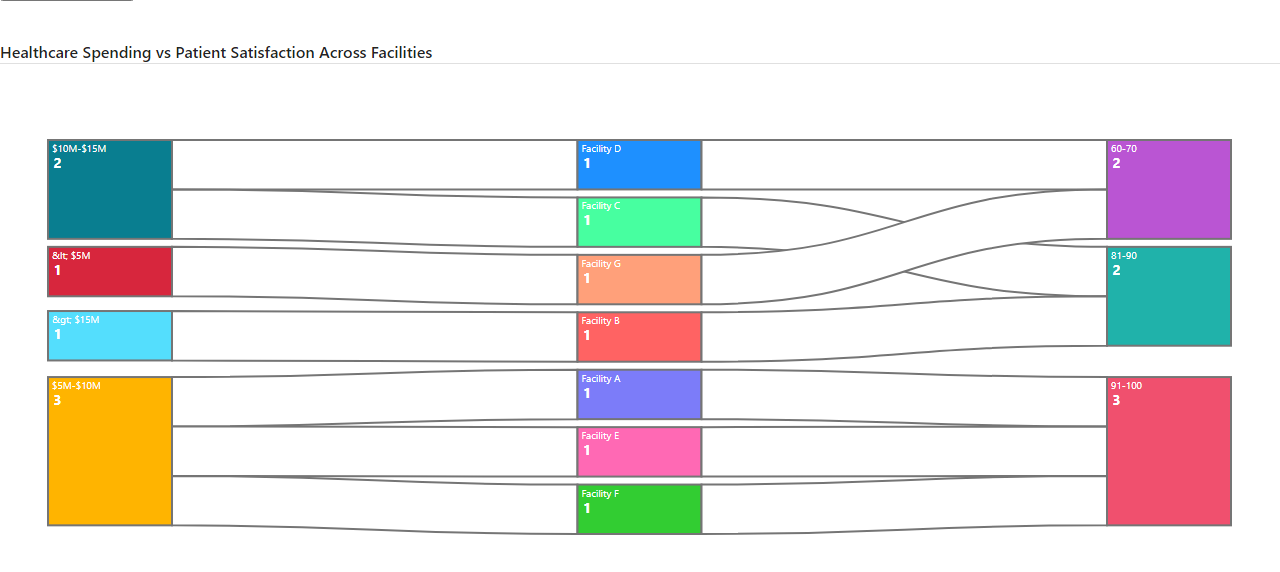 Healthcare Spending vs Patient Satisfaction Across Facilities
$10M-$15M
2
&lt; $5M
1
&gt; $15M
1
$5M-$10M
3
Facility D
1
Facility C
1
Facility G
1
Facility B
1
Facility A
1
Facility E
1
Facility F
1
60-70
2
81-90
2
91-100
3